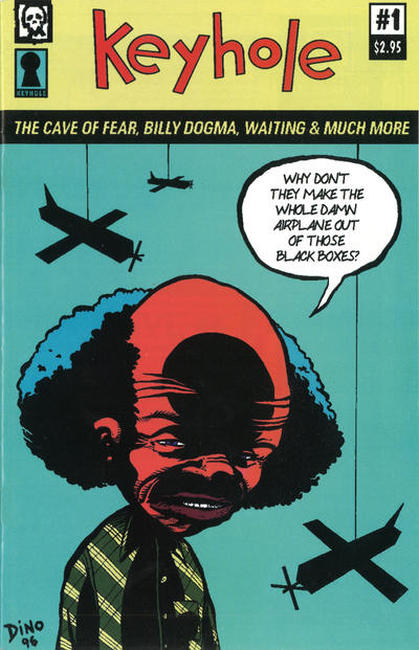 Keyhole
#1
$2.95
KEYHOLE
THE CAVE OF FEAR, BILLY DOGMA, WAITING & MUCH MORE
WHY DON'T
THEY MAKE THE
WHOLE DAMN
AIRPLANE OUT
OF THOSE
BLACK BOXES?
DINO
96